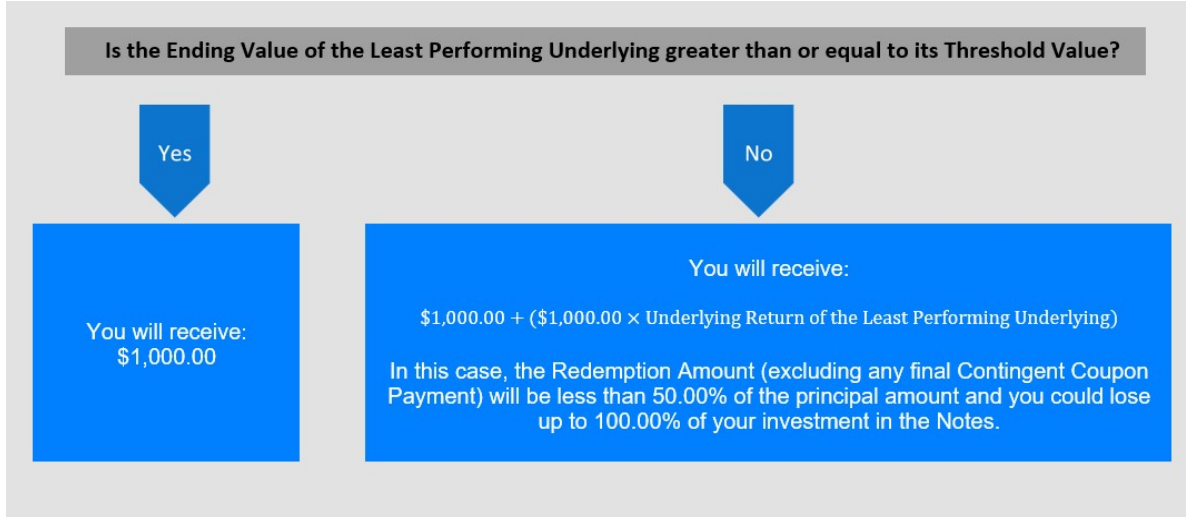 Is the Ending Value of the Least Performing Underlying greater than or equal to its Threshold Value?
Yes
No
You will receive:
$1,000.00
You will receive:
$1,000.00 + ($1,000.00 × Underlying Return of the Least Performing Underlying)
In this case, the Redemption Amount (excluding any final Contingent Coupon
Payment) will be less than 50.00% of the principal amount and you could lose
up to 100.00% of your investment in the Notes.